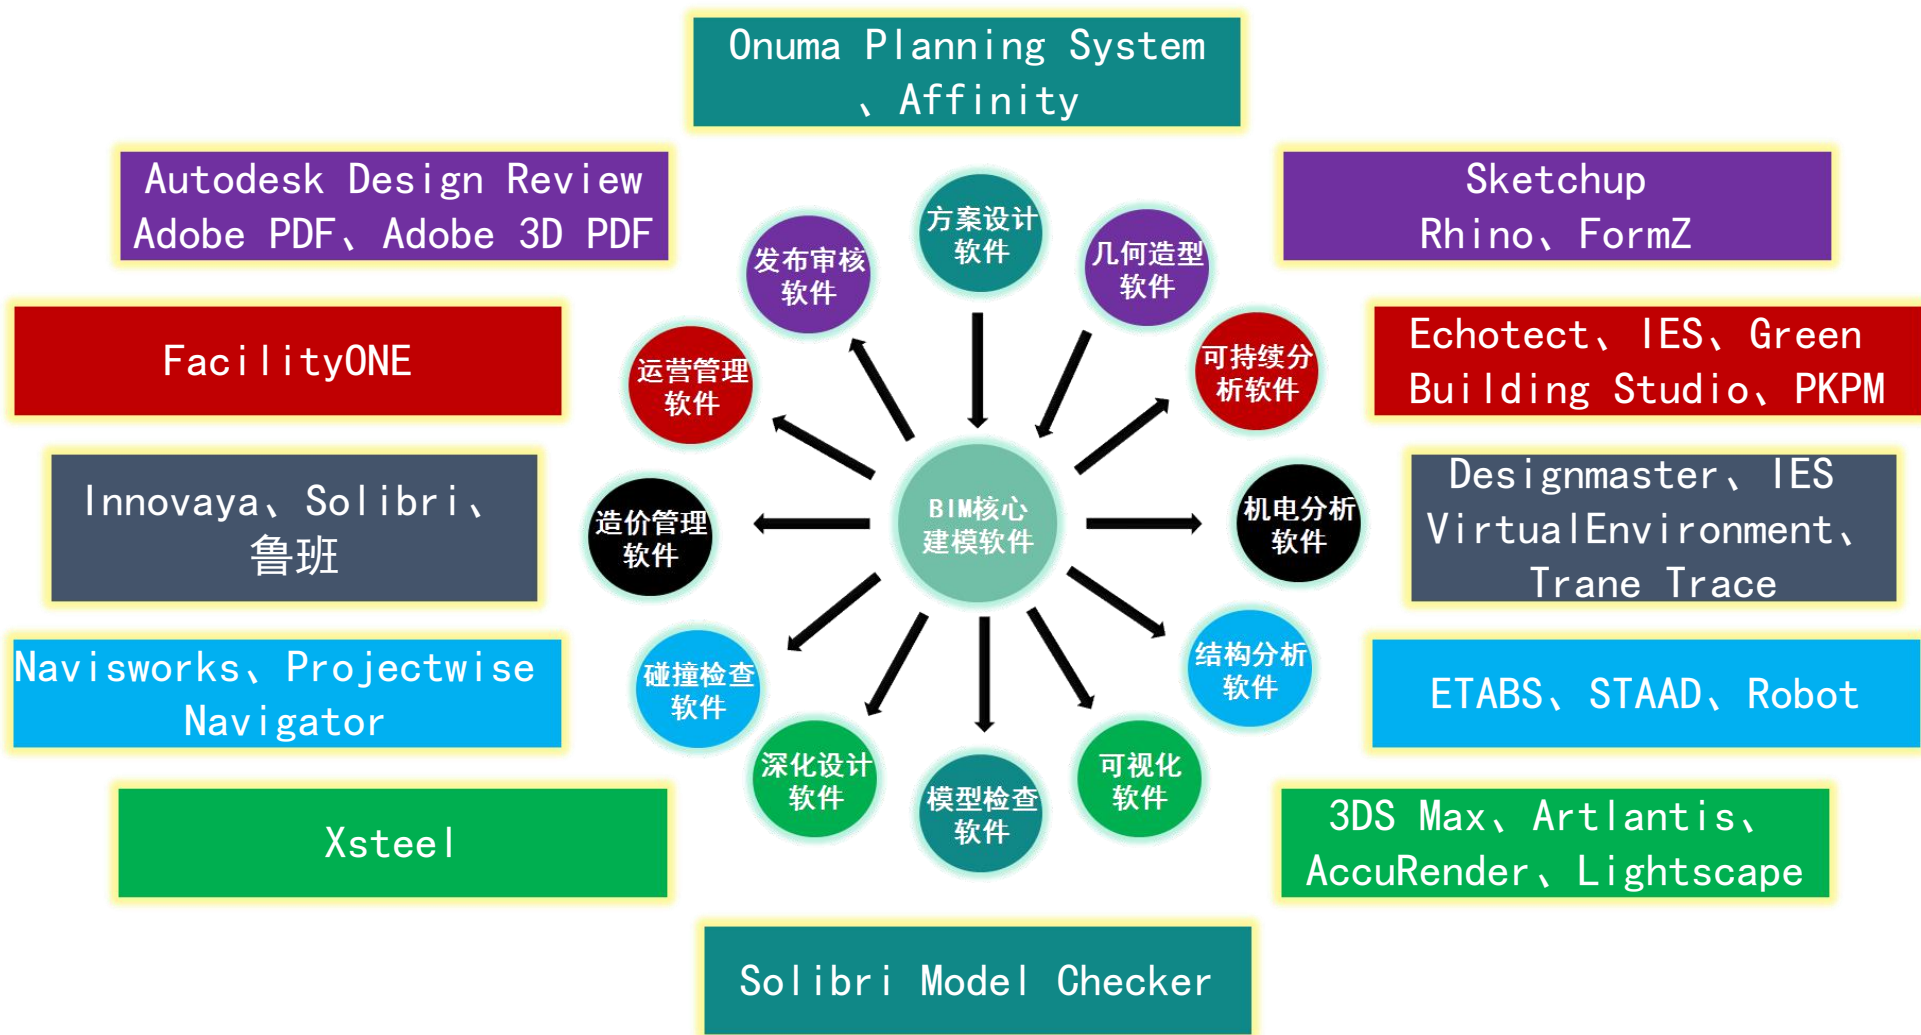 Onuma Planning System
、Affinity
Autodesk Design Review
Adobe PDF、Adobe 3D PDF
Sketchup
Rhino、FormZ
方案设计
软件
发布审核
软件
几何造型
软件
FacilityONE
运营管理
软件
可持续分
析软件
Echotect、IES、Green
Building Studio、PKPM
Innovaya、Solibri、
鲁班
造价管理
软件
BIM核心
建模软件
机电分析
软件
Designmaster、IES
VirtualEnvironment、
Trane Trace
Navisworks、Projectwise
Navigator
碰撞检查
软件
结构分析
软件
ETABS、STAAD、Robot
Xsteel
深化设计
软件
模型检查
软件
可视化
软件
3DS Max、Artlantis、
AccuRender、Lightscape
Solibri Model Checker